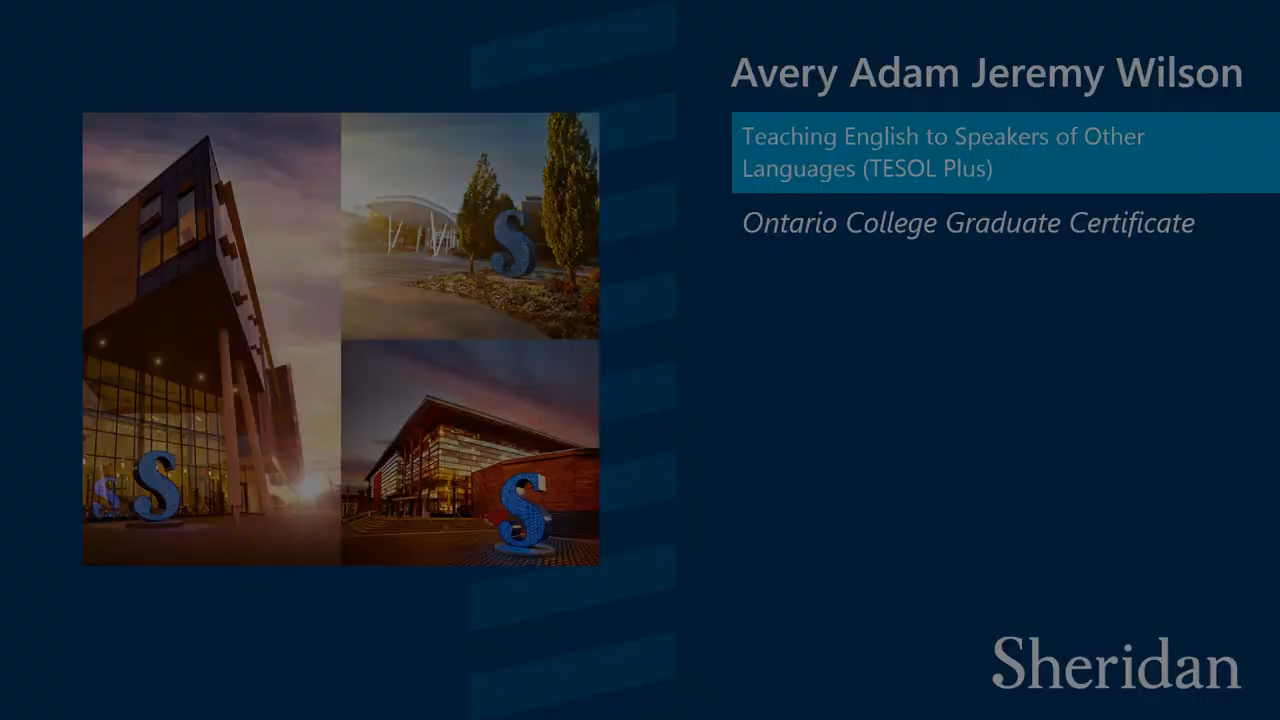 Avery Adam Jeremy Wilson
Teaching English to Speakers of Other
Languages (TESOL Plus)
Ontario College Graduate Certificate
S
S
S
Sheridan